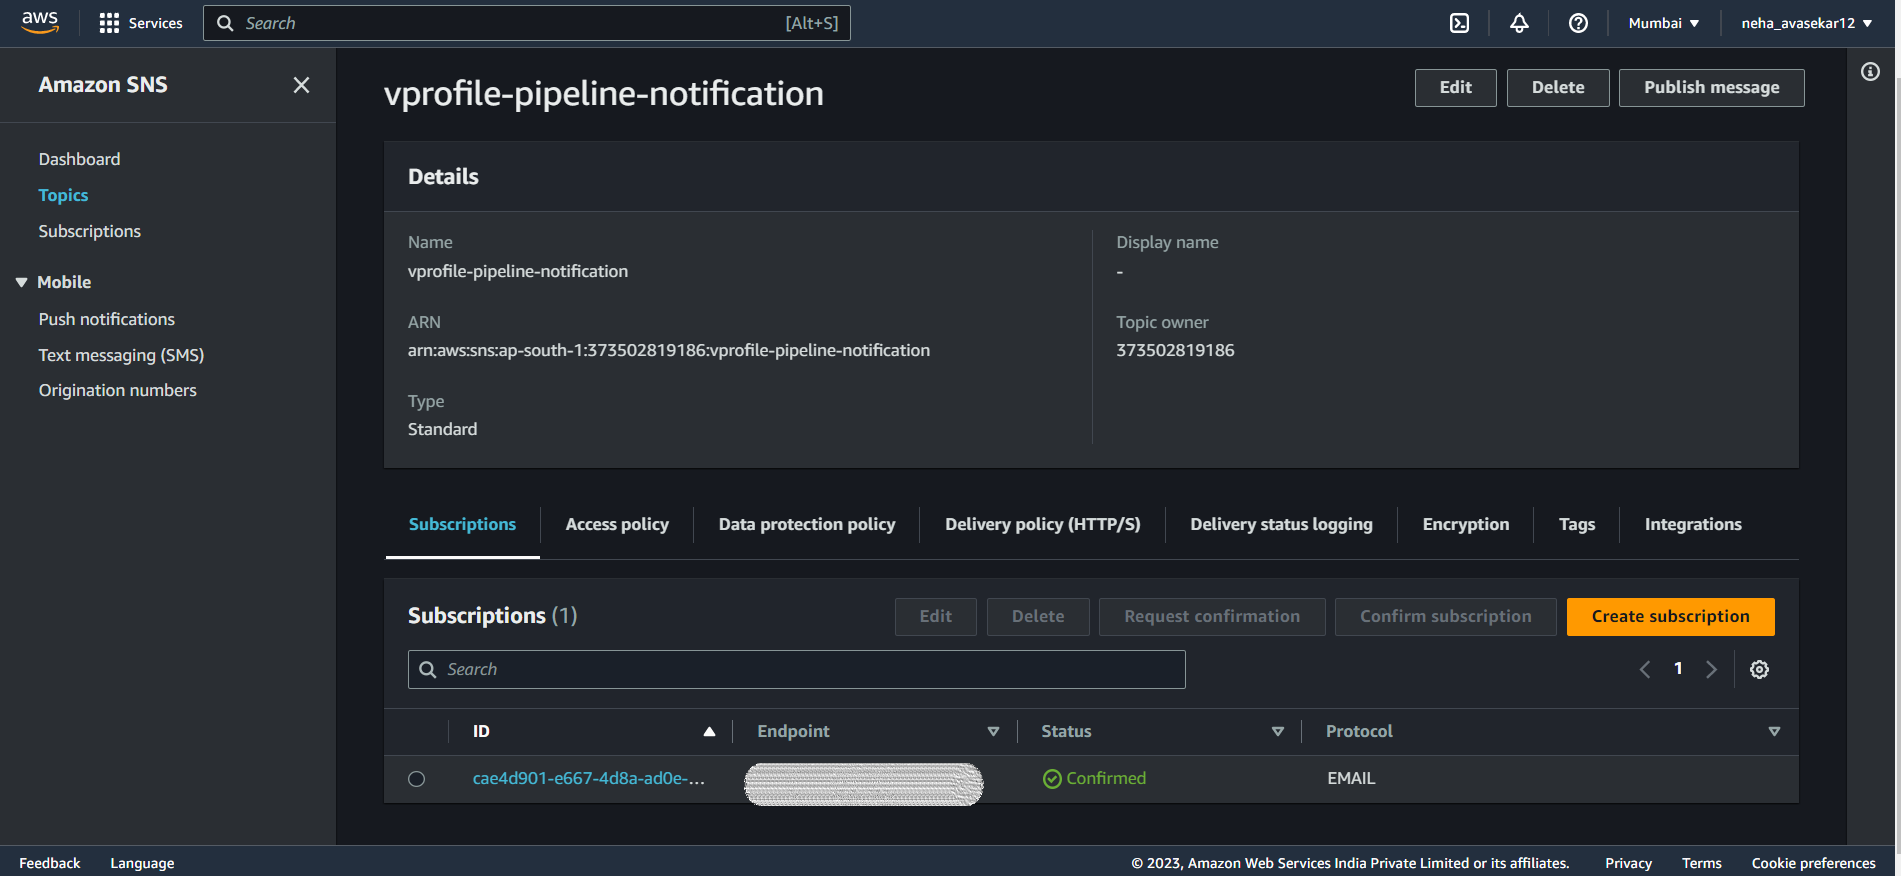 aws Services Search [Alt+S] Mumbai neha_avasekar12
Amazon SNS
Dashboard
Topics
Subscriptions
Mobile
Push notifications
Text messaging (SMS)
Origination numbers
vprofile-pipeline-notification
Edit Delete Publish message
Details
Name
vprofile-pipeline-notification
ARN
arn:aws:sns:ap-south-1:373502819186:vprofile-pipeline-notification
Type
Standard
Display name
-
Topic owner
373502819186
Subscriptions Access policy Data protection policy Delivery policy (HTTP/S) Delivery status logging Encryption Tags Integrations
Subscriptions (1) Edit Delete Request confirmation Confirm subscription Create subscription
Search 1
ID Endpoint Status Protocol
cae4d901-e667-4d8a-ad0e-... Confirmed EMAIL
Feedback Language © 2023, Amazon Web Services India Private Limited or its affiliates. Privacy Terms Cookie preferences